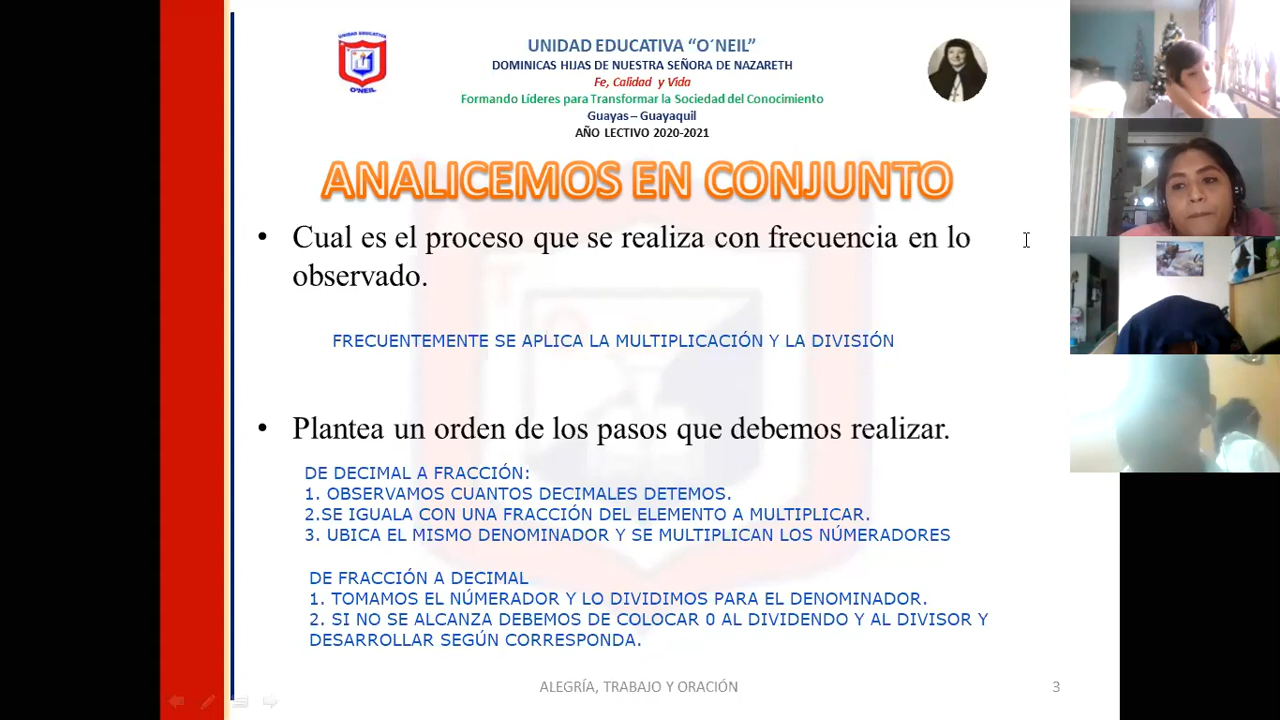 UNIDAD EDUCATIVA
O'NEIL
UNIDAD EDUCATIVA “O´NEIL”
DOMINICAS HIJAS DE NUESTRA SEÑORA DE NAZARETH
Fe, Calidad y Vida
Formando Líderes para Transformar la Sociedad del Conocimiento
Guayas – Guayaquil
AÑO LECTIVO 2020-2021
ANALICEMOS EN CONJUNTO
• Cual es el proceso que se realiza con frecuencia en lo
observado.
FRECUENTEMENTE SE APLICA LA MULTIPLICACIÓN Y LA DIVISIÓN
• Plantea un orden de los pasos que debemos realizar.
DE DECIMAL A FRACCIÓN:
1. OBSERVAMOS CUANTOS DECIMALES DETEMOS.
2.SE IGUALA CON UNA FRACCIÓN DEL ELEMENTO A MULTIPLICAR.
3. UBICA EL MISMO DENOMINADOR Y SE MULTIPLICAN LOS NÚMERADORES
DE FRACCIÓN A DECIMAL
1. TOMAMOS EL NÚMERADOR Y LO DIVIDIMOS PARA EL DENOMINADOR.
2. SI NO SE ALCANZA DEBEMOS DE COLOCAR 0 AL DIVIDENDO Y AL DIVISOR Y
DESARROLLAR SEGÚN CORRESPONDA.
ALEGRÍA, TRABAJO Y ORACIÓN
3